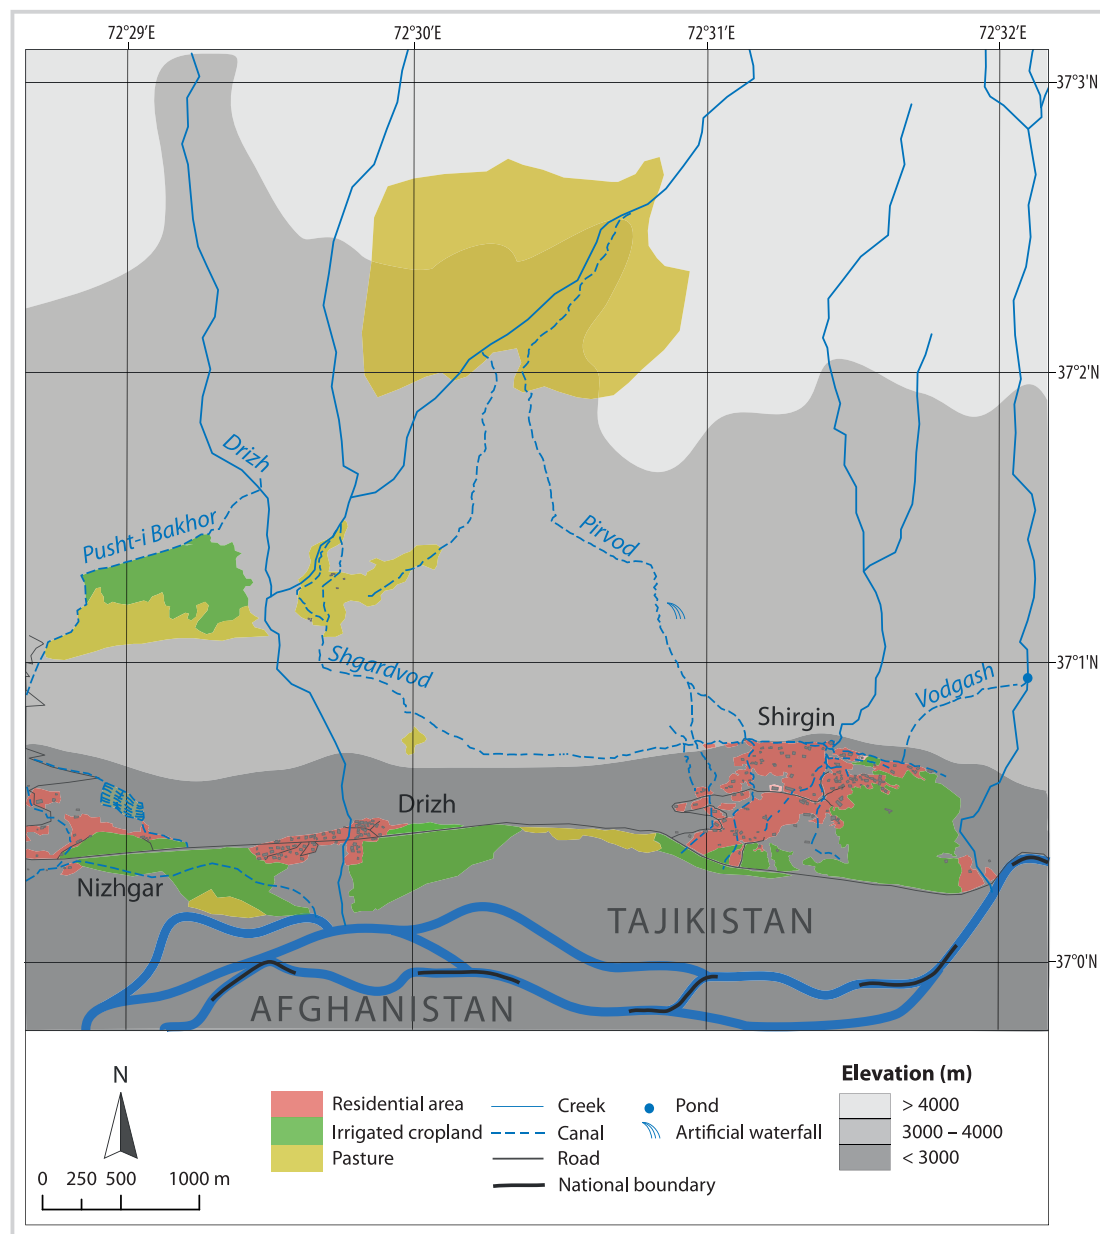 72°29'E 72°30'E 72°31'E 72°32'E
37°3'N
37°2'N
Drizh
Pusht-i Bakhor
Pirvod
37°1'N
Shgardvod
Vodgash
Shirgin
Drizh
Nizhgar
TAJIKISTAN
37°0'N
AFGHANISTAN
N
0 250 500 1000 m
Residential area
Irrigated cropland
Pasture
Creek
Canal
Road
National boundary
Pond
Artificial waterfall
Elevation (m)
> 4000
3000 – 4000
< 3000